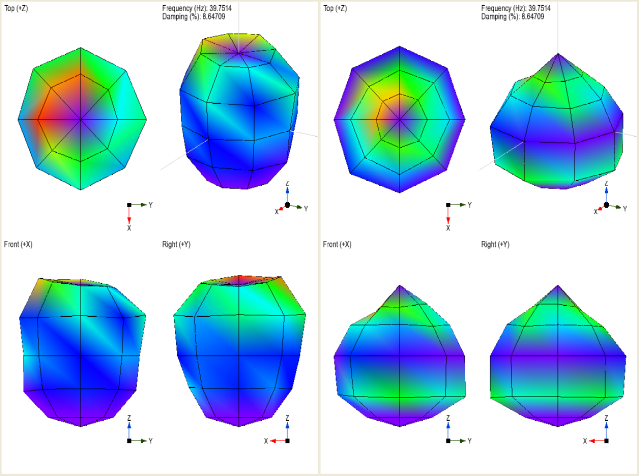 Top (+Z)
Frequency (Hz): 39.7514
Damping (%): 8.64709
Y
X
Z
X
Y
Front (+X)
Right (+Y)
Z
Y
Z
X
Top (+Z)
Frequency (Hz): 39.7514
Damping (%): 8.64709
Y
X
Z
X
Y
Front (+X)
Right (+Y)
Z
Y
Z
X